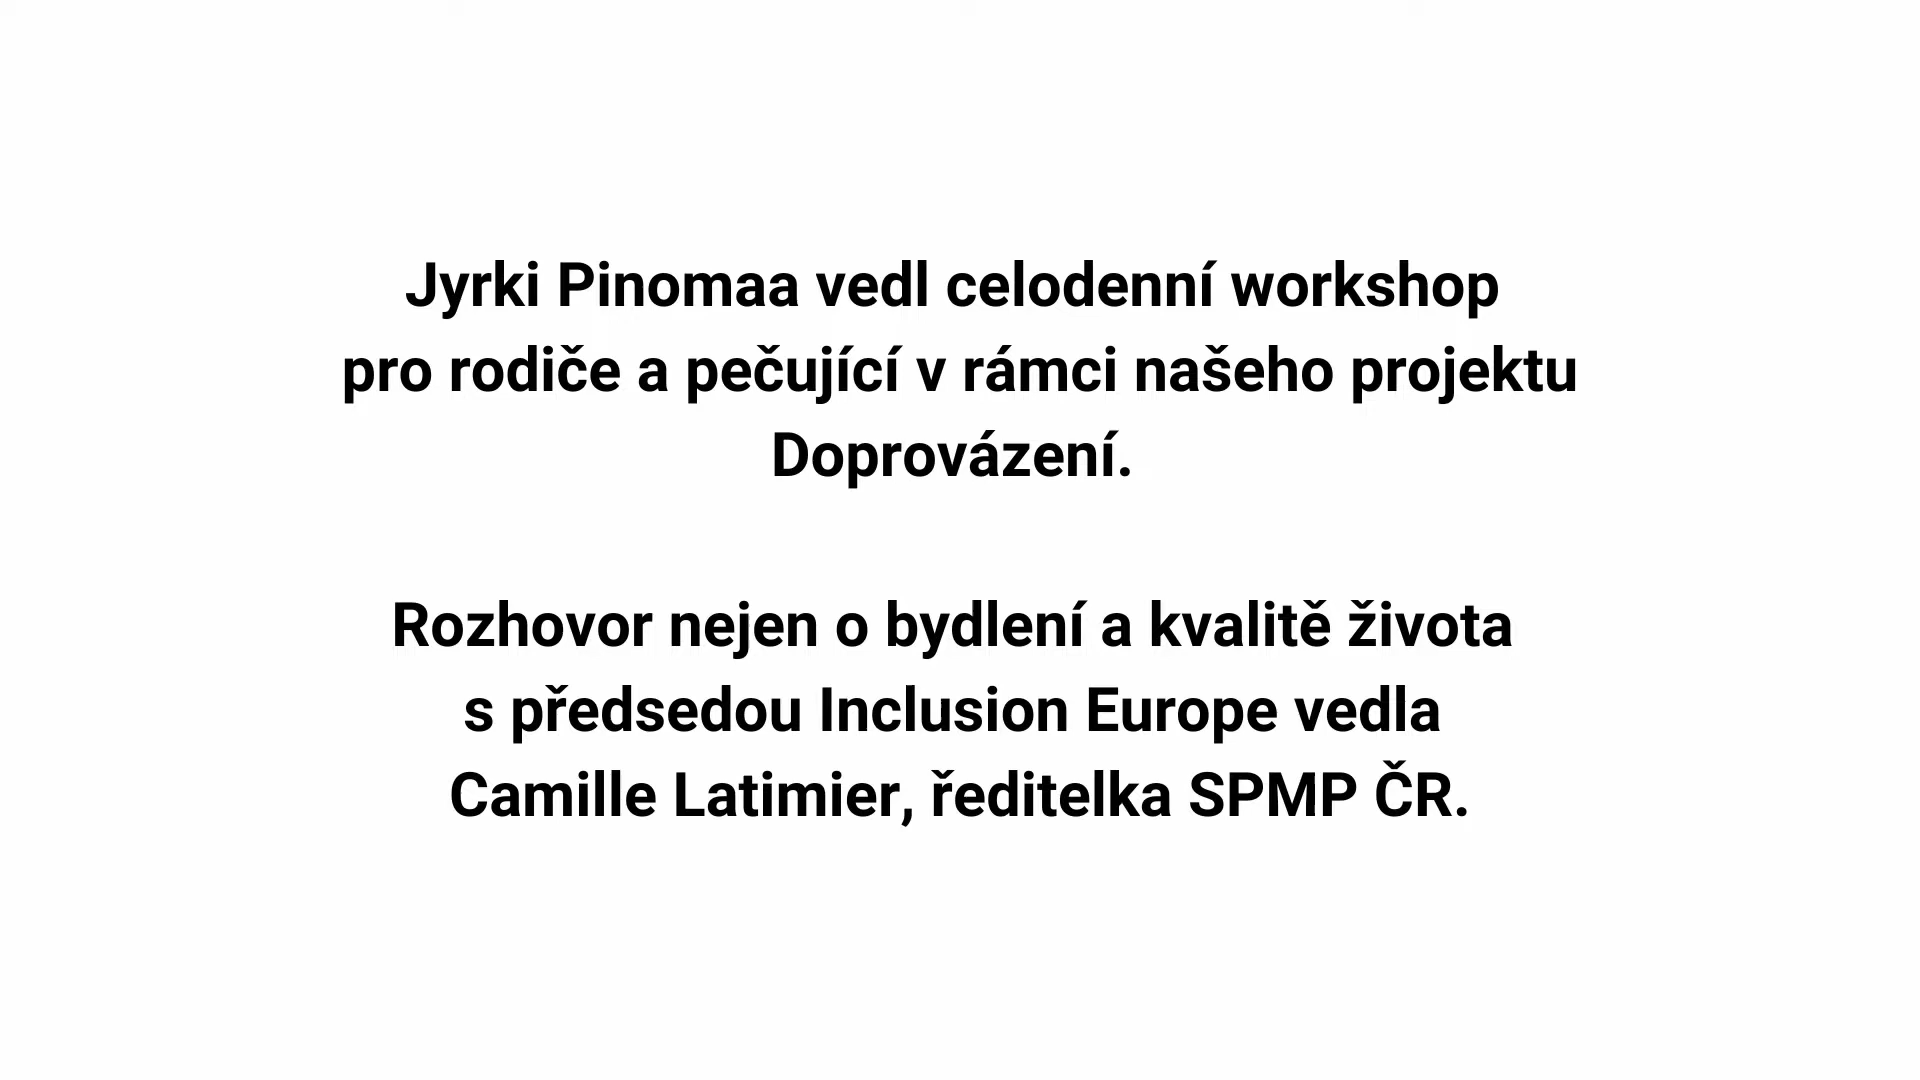 Jyrki Pinomaa vedl celodenní workshop
pro rodiče a pečující v rámci našeho projektu
Doprovázení.
Rozhovor nejen o bydlení a kvalitě života
s předsedou Inclusion Europe vedla
Camille Latimier, ředitelka SPMP ČR.